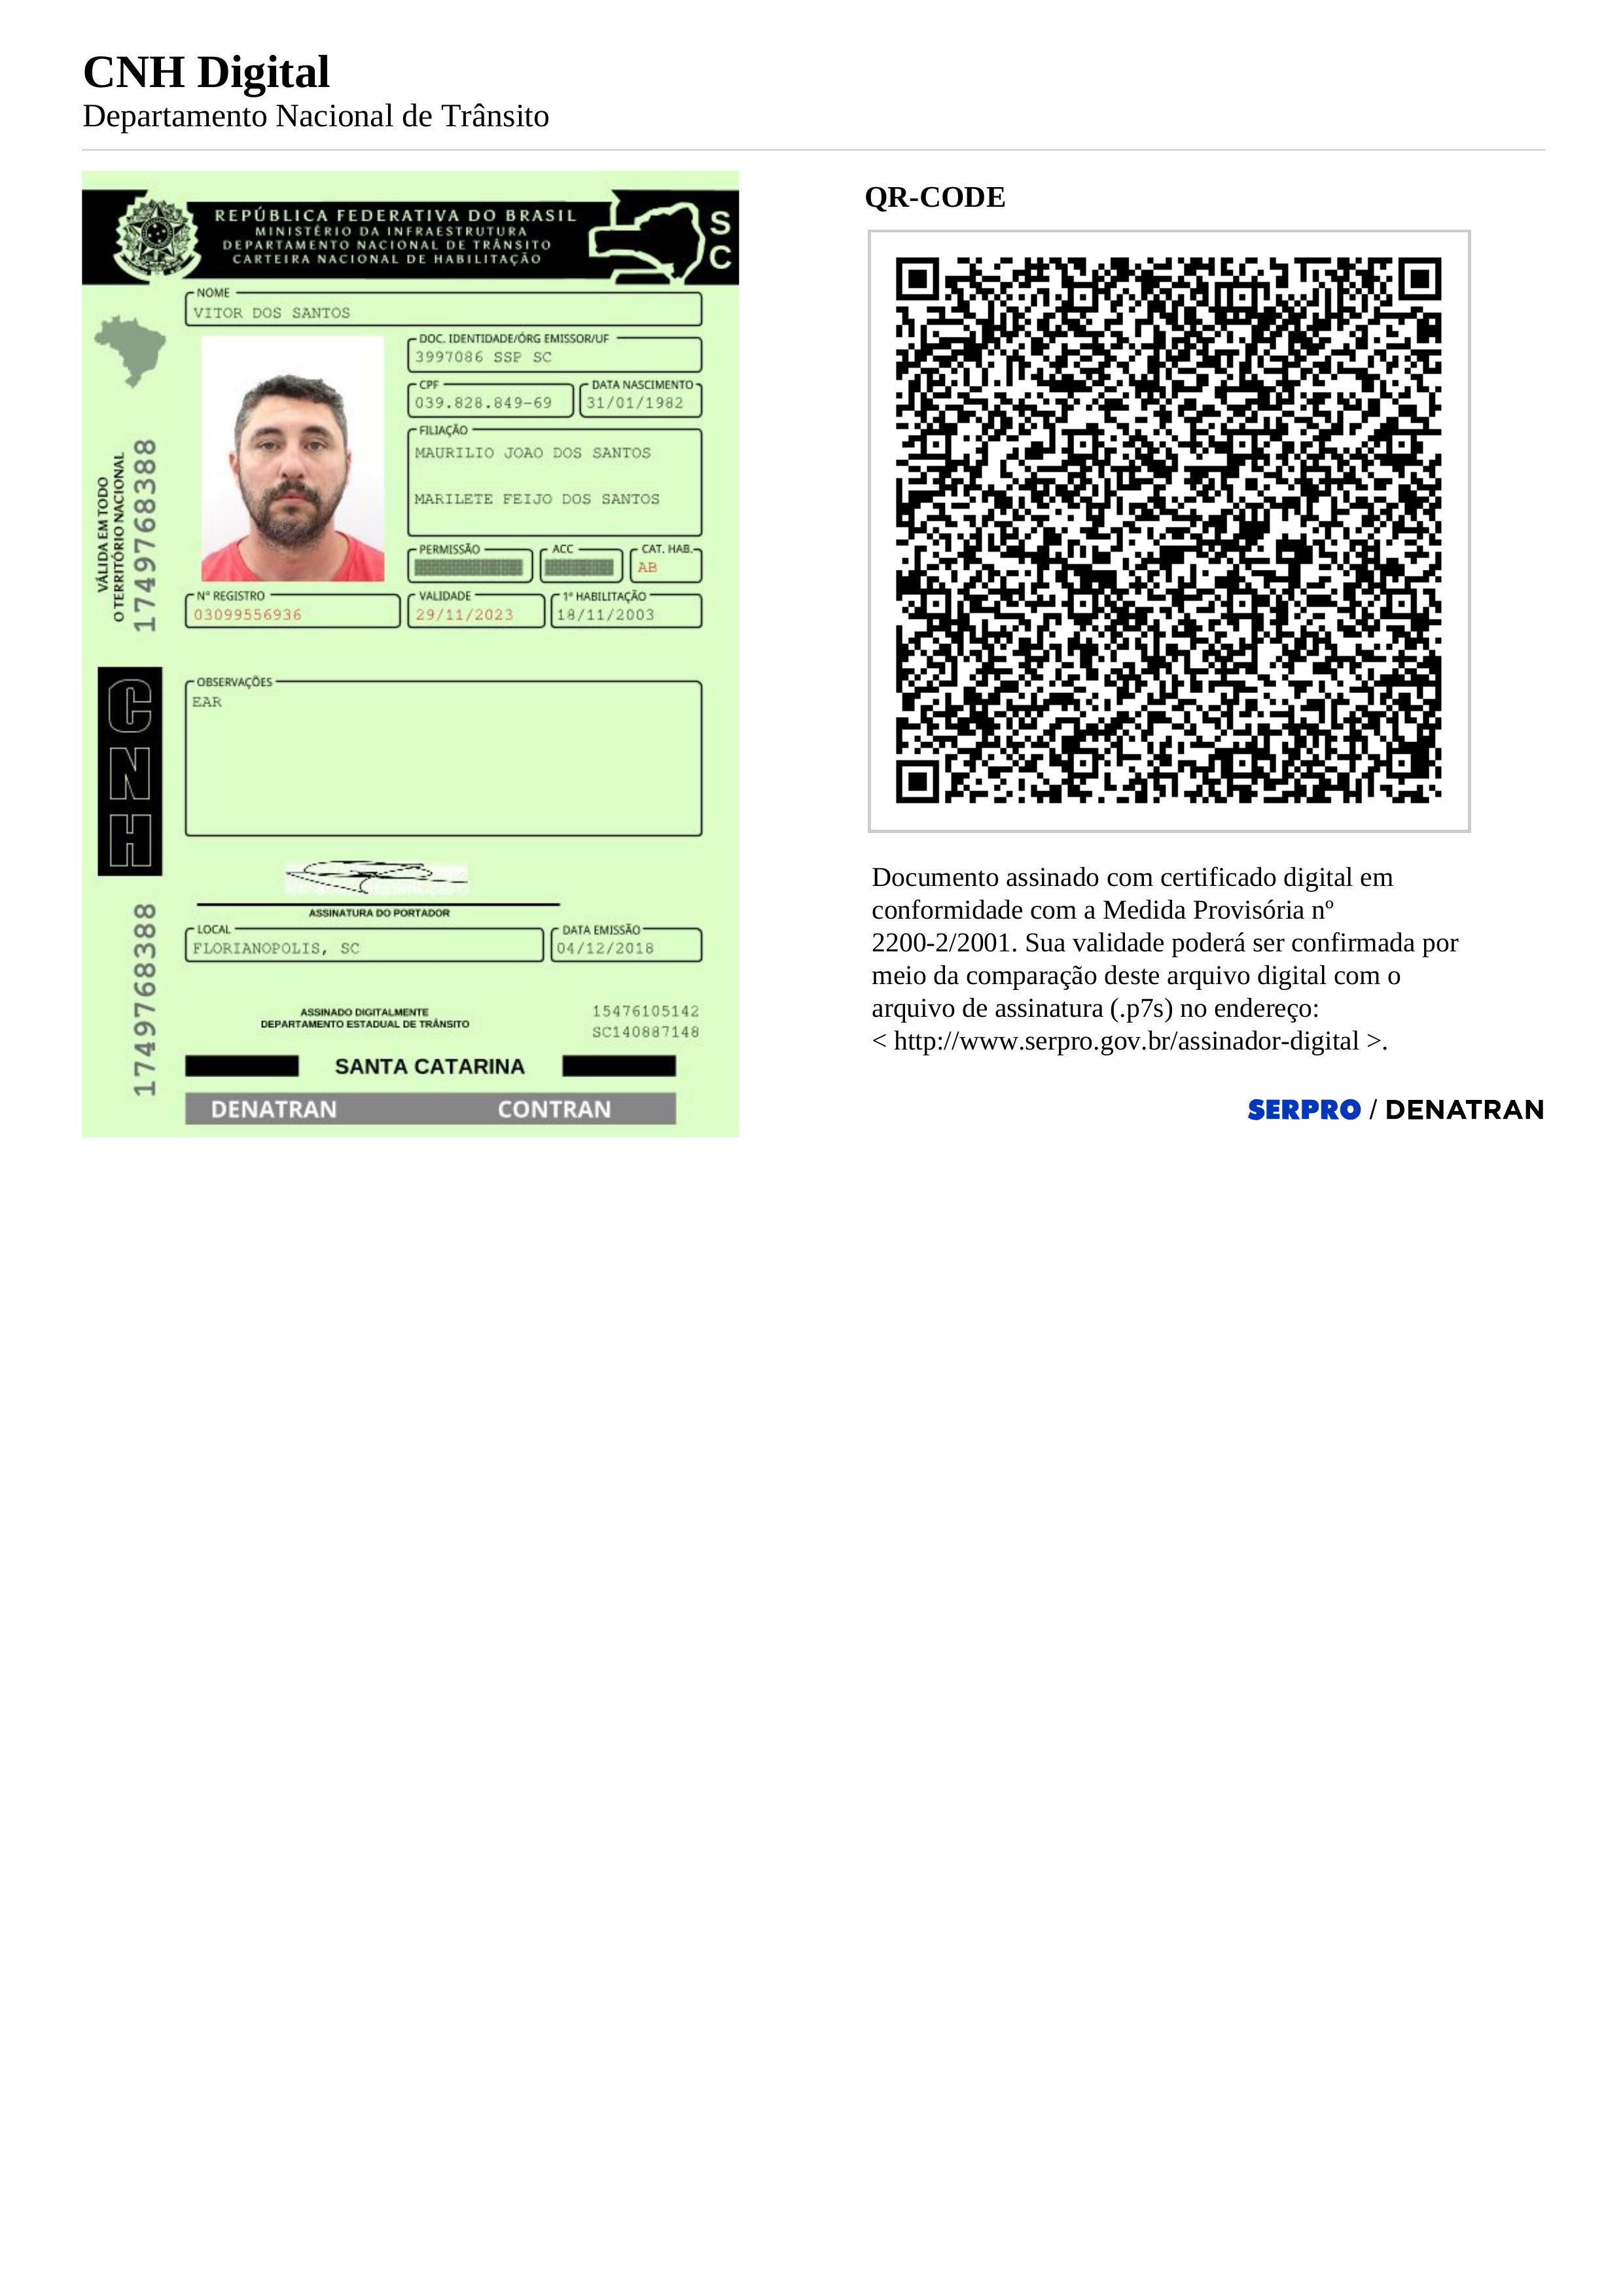 CNH Digital
Departamento Nacional de Trânsito
REPÚBLICA FEDERATIVA DO BRASIL
MINISTÉRIO DA INFRAESTRUTURA
DEPARTAMENTO NACIONAL DE TRÂNSITO
CARTEIRA NACIONAL DE HABILITAÇÃO
S
C
NOME
VITOR DOS SANTOS
DOC. IDENTIDADE/ÓRG EMISSOR/UF
3997086 SSP SC
CPF
039.828.849-69
DATA NASCIMENTO
31/01/1982
FILIAÇÃO
MAURILIO JOAO DOS SANTOS
MARILETE FEIJO DOS SANTOS
PERMISSÃO
ACC
CAT. HAB.
AB
Nº REGISTRO
03099556936
VALIDADE
29/11/2023
1ª HABILITAÇÃO
18/11/2003
VÁLIDA EM TODO
O TERRITÓRIO NACIONAL
1749768388
OBSERVAÇÕES
EAR
CNH
ASSINATURA DO PORTADOR
LOCAL
FLORIANOPOLIS, SC
DATA EMISSÃO
04/12/2018
1749768388
ASSINADO DIGITALMENTE
DEPARTAMENTO ESTADUAL DE TRÂNSITO
15476105142
SC140887148
SANTA CATARINA
DENATRAN CONTRAN
QR-CODE
Documento assinado com certificado digital em
conformidade com a Medida Provisória nº
2200-2/2001. Sua validade poderá ser confirmada por
meio da comparação deste arquivo digital com o
arquivo de assinatura (.p7s) no endereço:
< http://www.serpro.gov.br/assinador-digital >.
SERPRO / DENATRAN